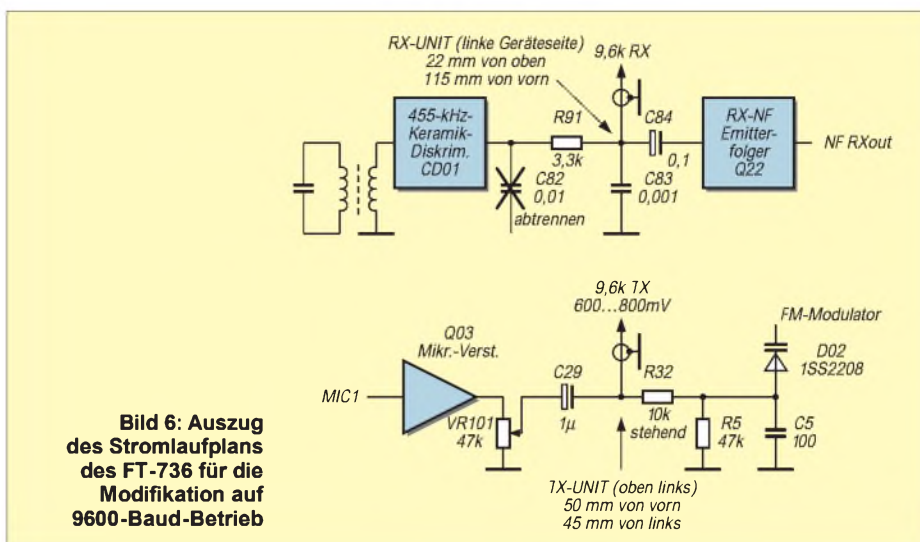 RX-UNIT (linke Geräteseite)
22 mm von oben
115 mm von vorn
9,6k RX
455-kHz-
Keramik-
Diskrim.
CD01
R91
3,3k
C82
0,01
abtrennen
C84
0,1
C83
0,001
RX-NF
Emitter-
folger
Q22
NF RXout
9,6k TX
600...800mV
FM-Modulator
Q03
Mikr.-Verst.
MIC1
VR101
47k
C29
1µ
R32
10k
stehend
R5
47k
D02
1SS2208
C5
100
TX-UNIT (oben links)
50 mm von vorn
45 mm von links
Bild 6: Auszug
des Stromlaufplans
des FT-736 für die
Modifikation auf
9600-Baud-Betrieb